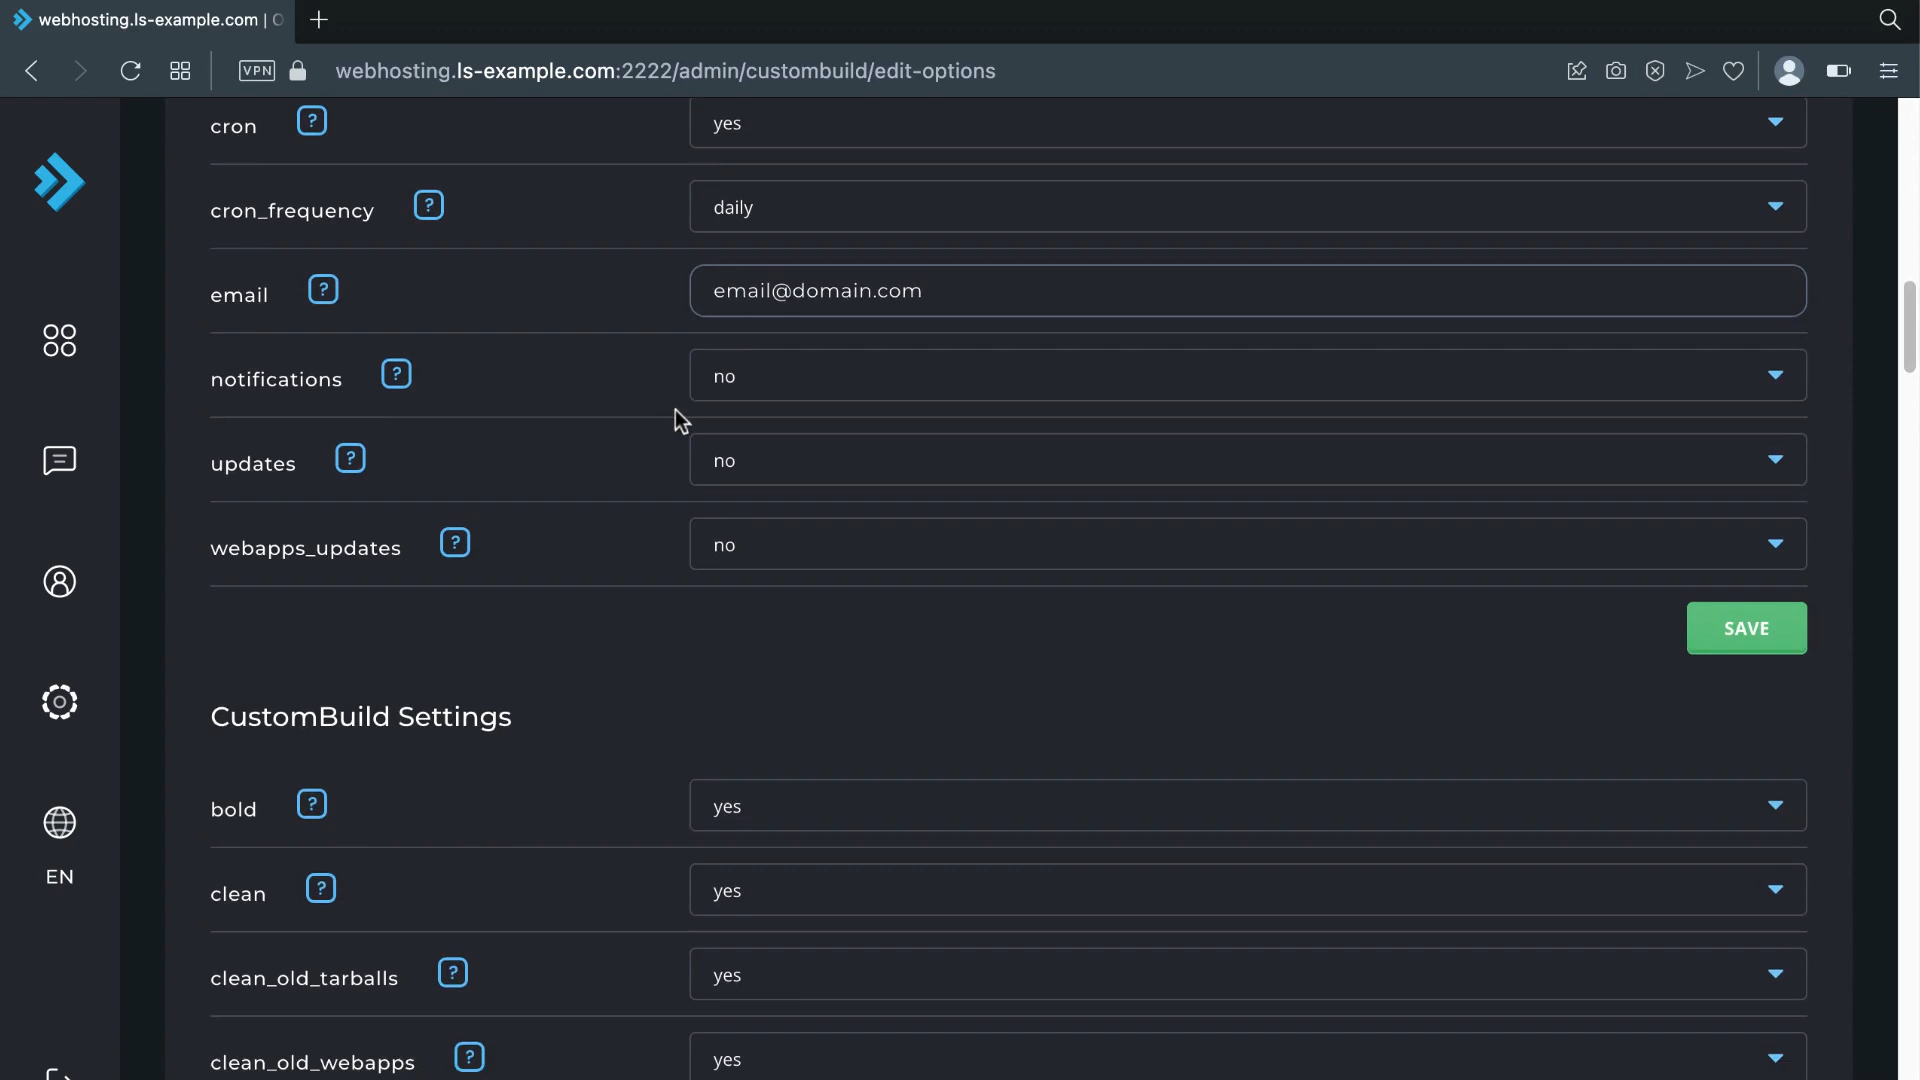 webhosting.ls-example.com |
VPN webhosting.ls-example.com:2222/admin/custombuild/edit-options
cron ? yes
cron_frequency ? daily
email ? email@domain.com
notifications ? no
updates ? no
webapps_updates ? no
SAVE
CustomBuild Settings
bold ? yes
clean ? yes
clean_old_tarballs ? yes
clean_old_webapps ? yes
EN